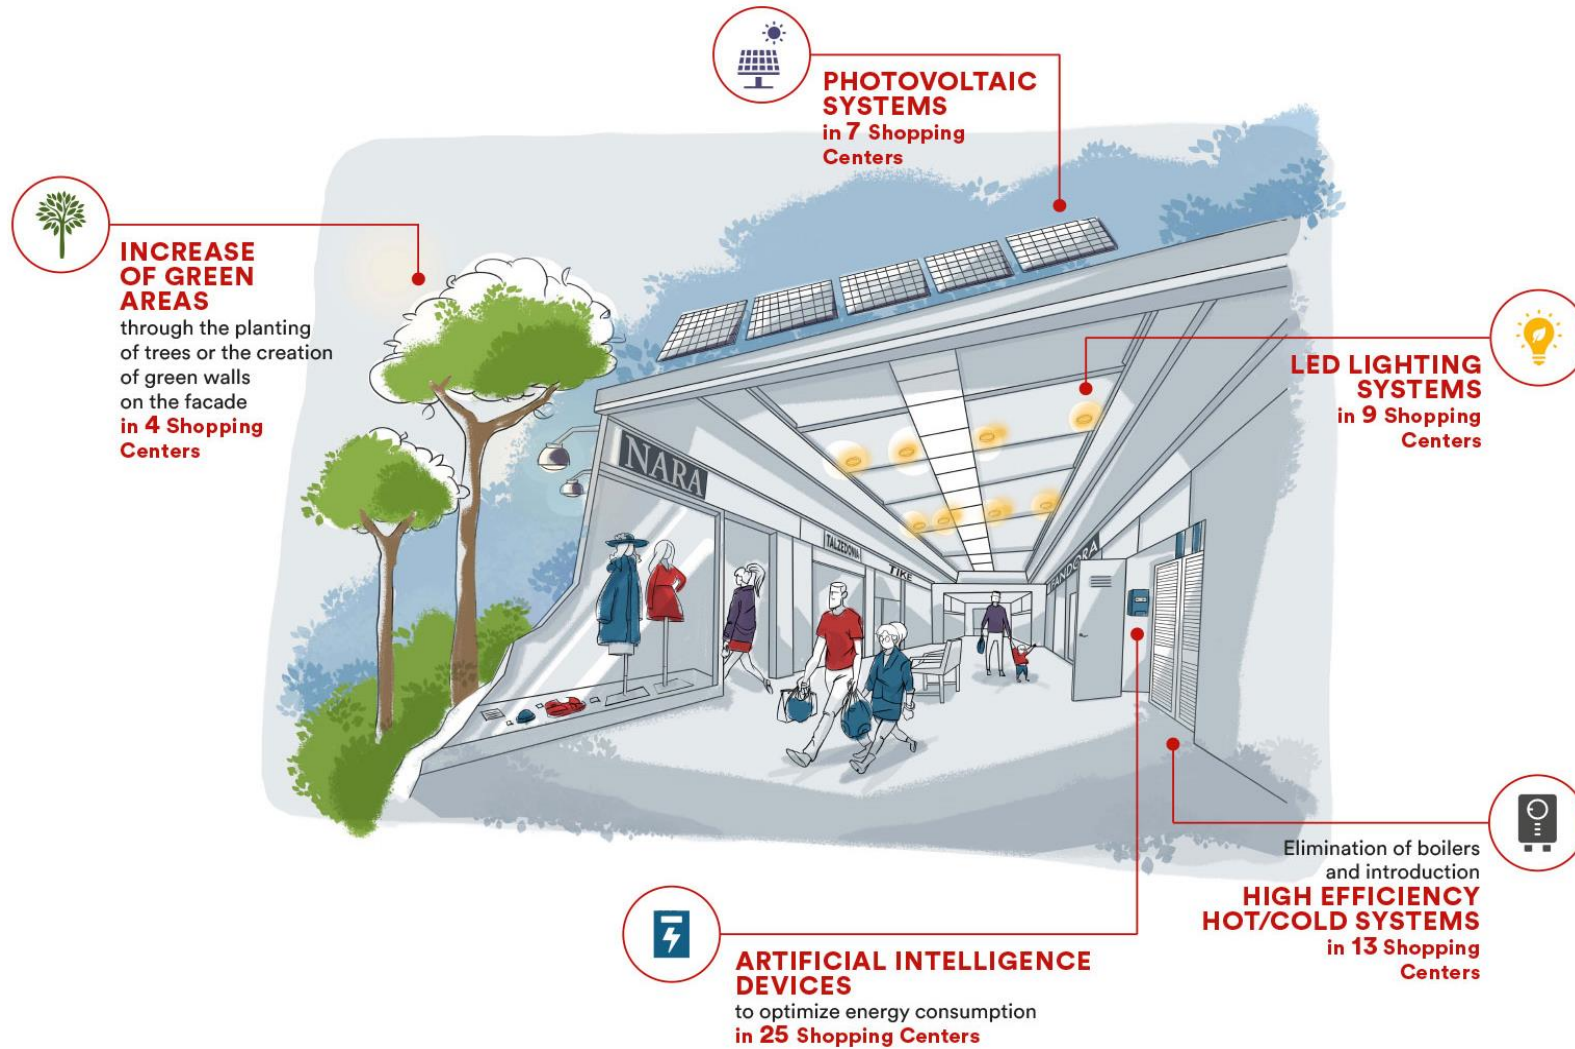 PHOTOVOLTAIC
SYSTEMS
in 7 Shopping
Centers
INCREASE
OF GREEN
AREAS
through the planting
of trees or the creation
of green walls
on the facade
in 4 Shopping
Centers
LED LIGHTING
SYSTEMS
in 9 Shopping
Centers
NARA
TALZEDONIA
TIKE
PANDORA
Elimination of boilers
and introduction
HIGH EFFICIENCY
HOT/COLD SYSTEMS
in 13 Shopping
Centers
ARTIFICIAL INTELLIGENCE
DEVICES
to optimize energy consumption
in 25 Shopping Centers